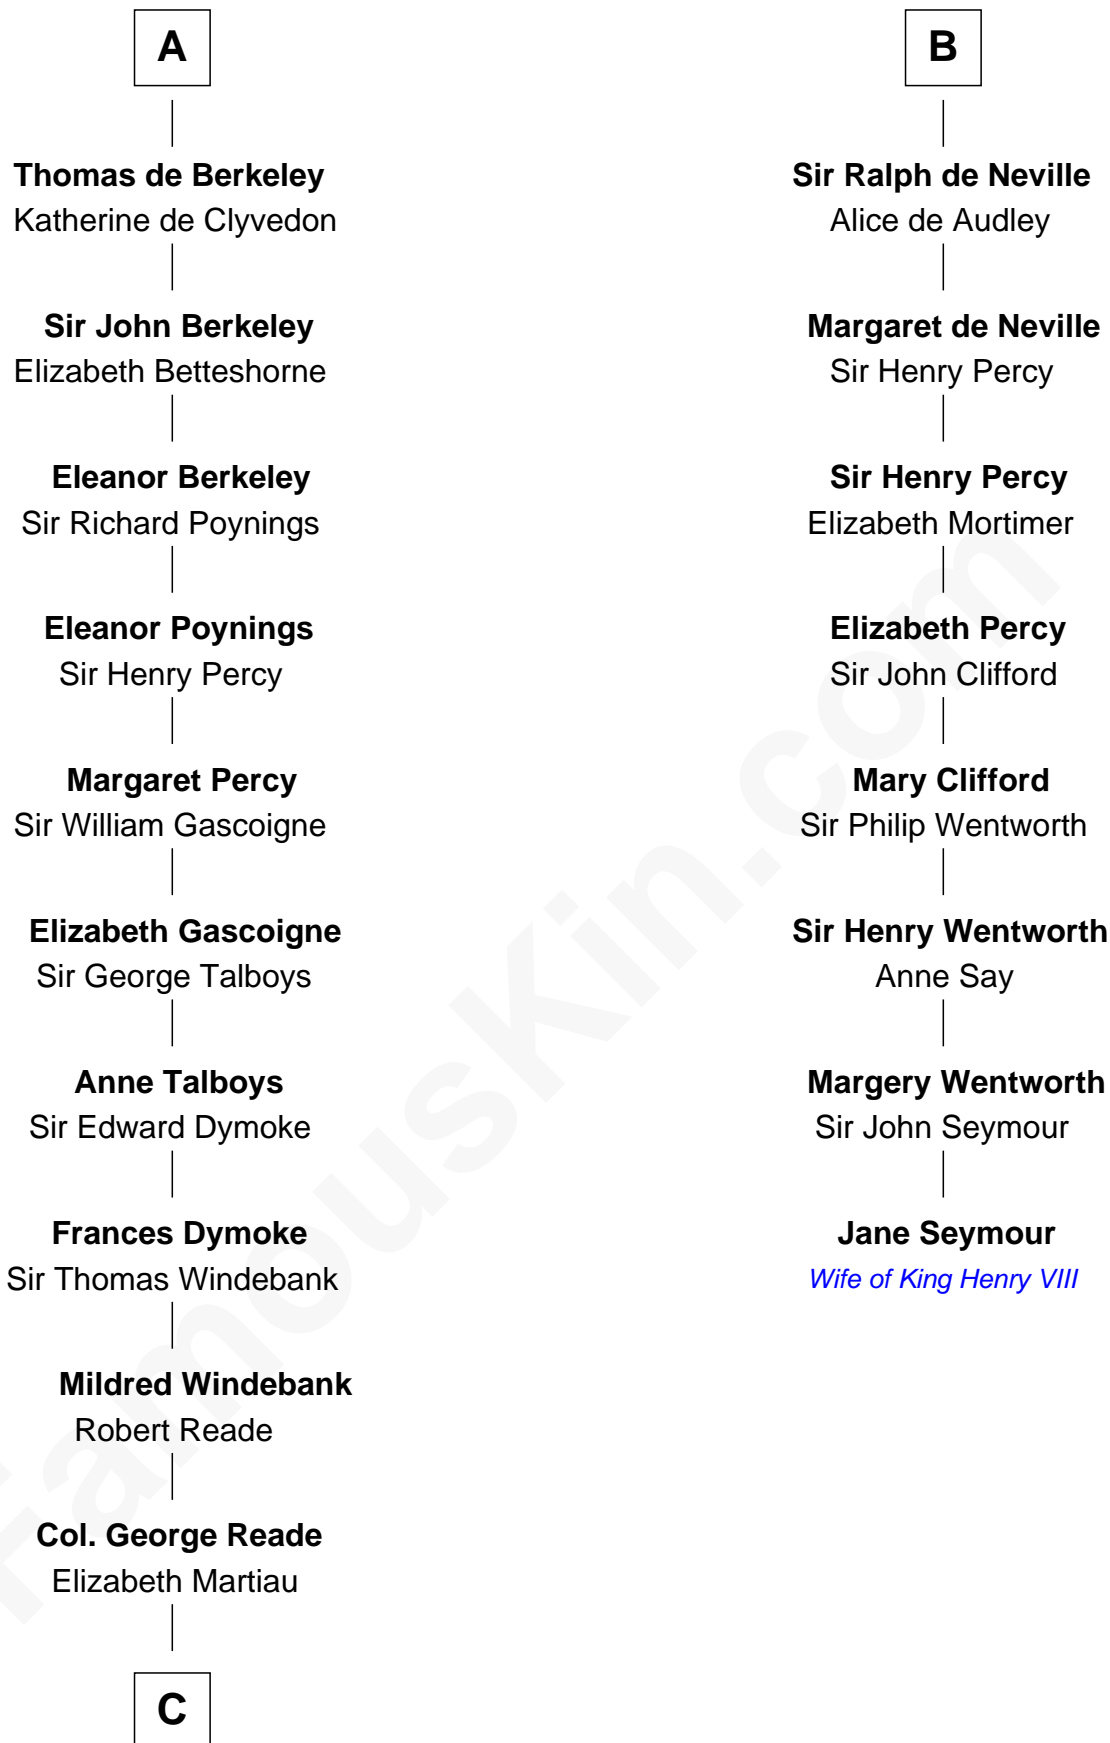 A
Thomas de Berkeley
Katherine de Clyvedon
Sir John Berkeley
Elizabeth Betteshorne
Eleanor Berkeley
Sir Richard Poynings
Eleanor Poynings
Sir Henry Percy
Margaret Percy
Sir William Gascoigne
Elizabeth Gascoigne
Sir George Talboys
Anne Talboys
Sir Edward Dymoke
Frances Dymoke
Sir Thomas Windebank
Mildred Windebank
Robert Reade
Col. George Reade
Elizabeth Martiau
C
B
Sir Ralph de Neville
Alice de Audley
Margaret de Neville
Sir Henry Percy
Sir Henry Percy
Elizabeth Mortimer
Elizabeth Percy
Sir John Clifford
Mary Clifford
Sir Philip Wentworth
Sir Henry Wentworth
Anne Say
Margery Wentworth
Sir John Seymour
Jane Seymour
Wife of King Henry VIII
FamousKin.com